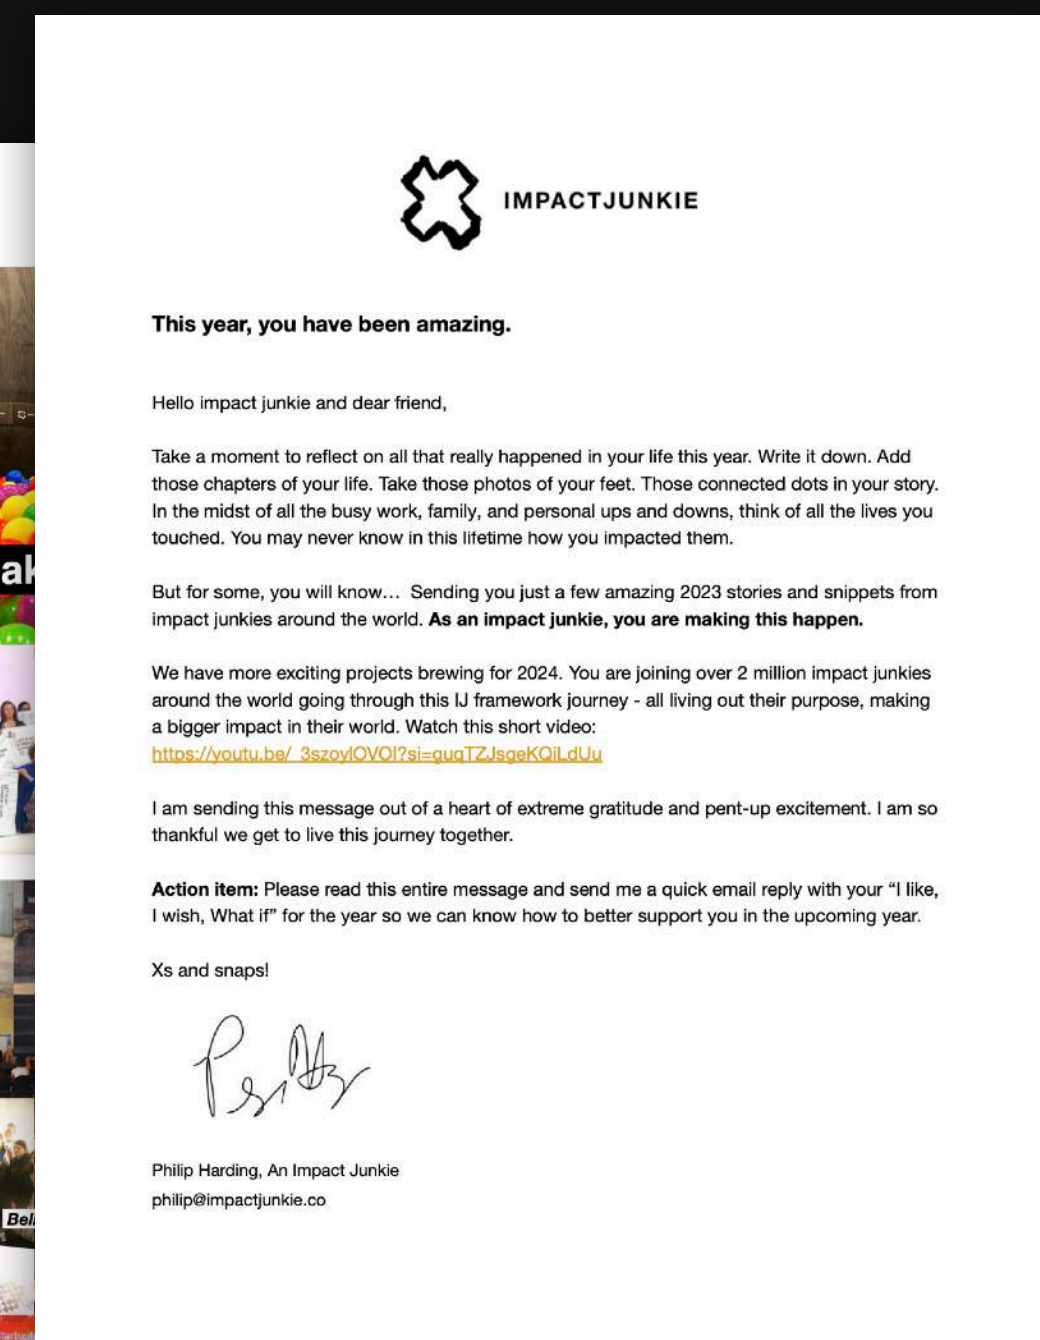 IMPACTJUNKIE
This year, you have been amazing.
Hello impact junkie and dear friend,
Take a moment to reflect on all that really happened in your life this year. Write it down. Add
those chapters of your life. Take those photos of your feet. Those connected dots in your story.
In the midst of all the busy work, family, and personal ups and downs, think of all the lives you
touched. You may never know in this lifetime how you impacted them.
But for some, you will know... Sending you just a few amazing 2023 stories and snippets from
impact junkies around the world. As an impact junkie, you are making this happen.
We have more exciting projects brewing for 2024. You are joining over 2 million impact junkies
around the world going through this IJ framework journey - all living out their purpose, making
a bigger impact in their world. Watch this short video:
https://youtu.be/_3szoylOVOI?si=guqTZJsgeKQiLdUu
I am sending this message out of a heart of extreme gratitude and pent-up excitement. I am so
thankful we get to live this journey together.
Action item: Please read this entire message and send me a quick email reply with your “I like,
I wish, What if” for the year so we can know how to better support you in the upcoming year.
Xs and snaps!
Philip Harding, An Impact Junkie
philip@impactjunkie.co
ak
Bel